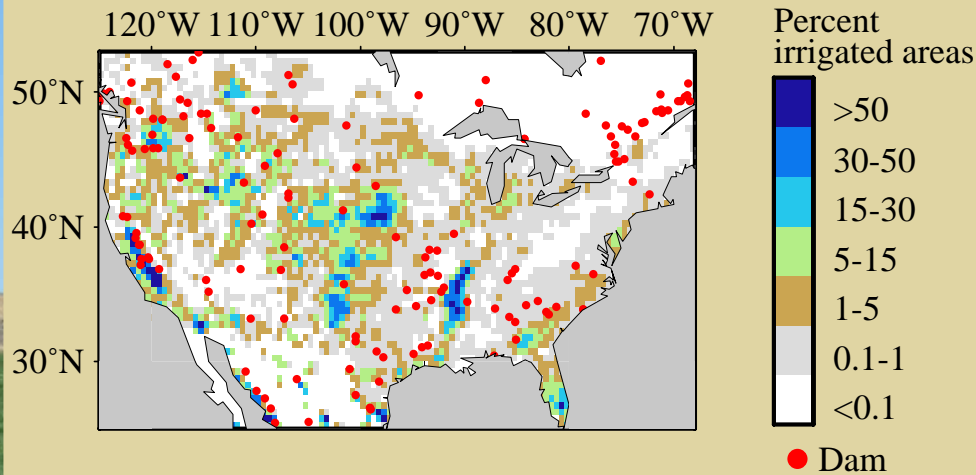 120°W 110°W 100°W 90°W 80°W 70°W
50°N
40°N
30°N
Percent
irrigated areas
>50
30-50
15-30
5-15
1-5
0.1-1
<0.1
Dam